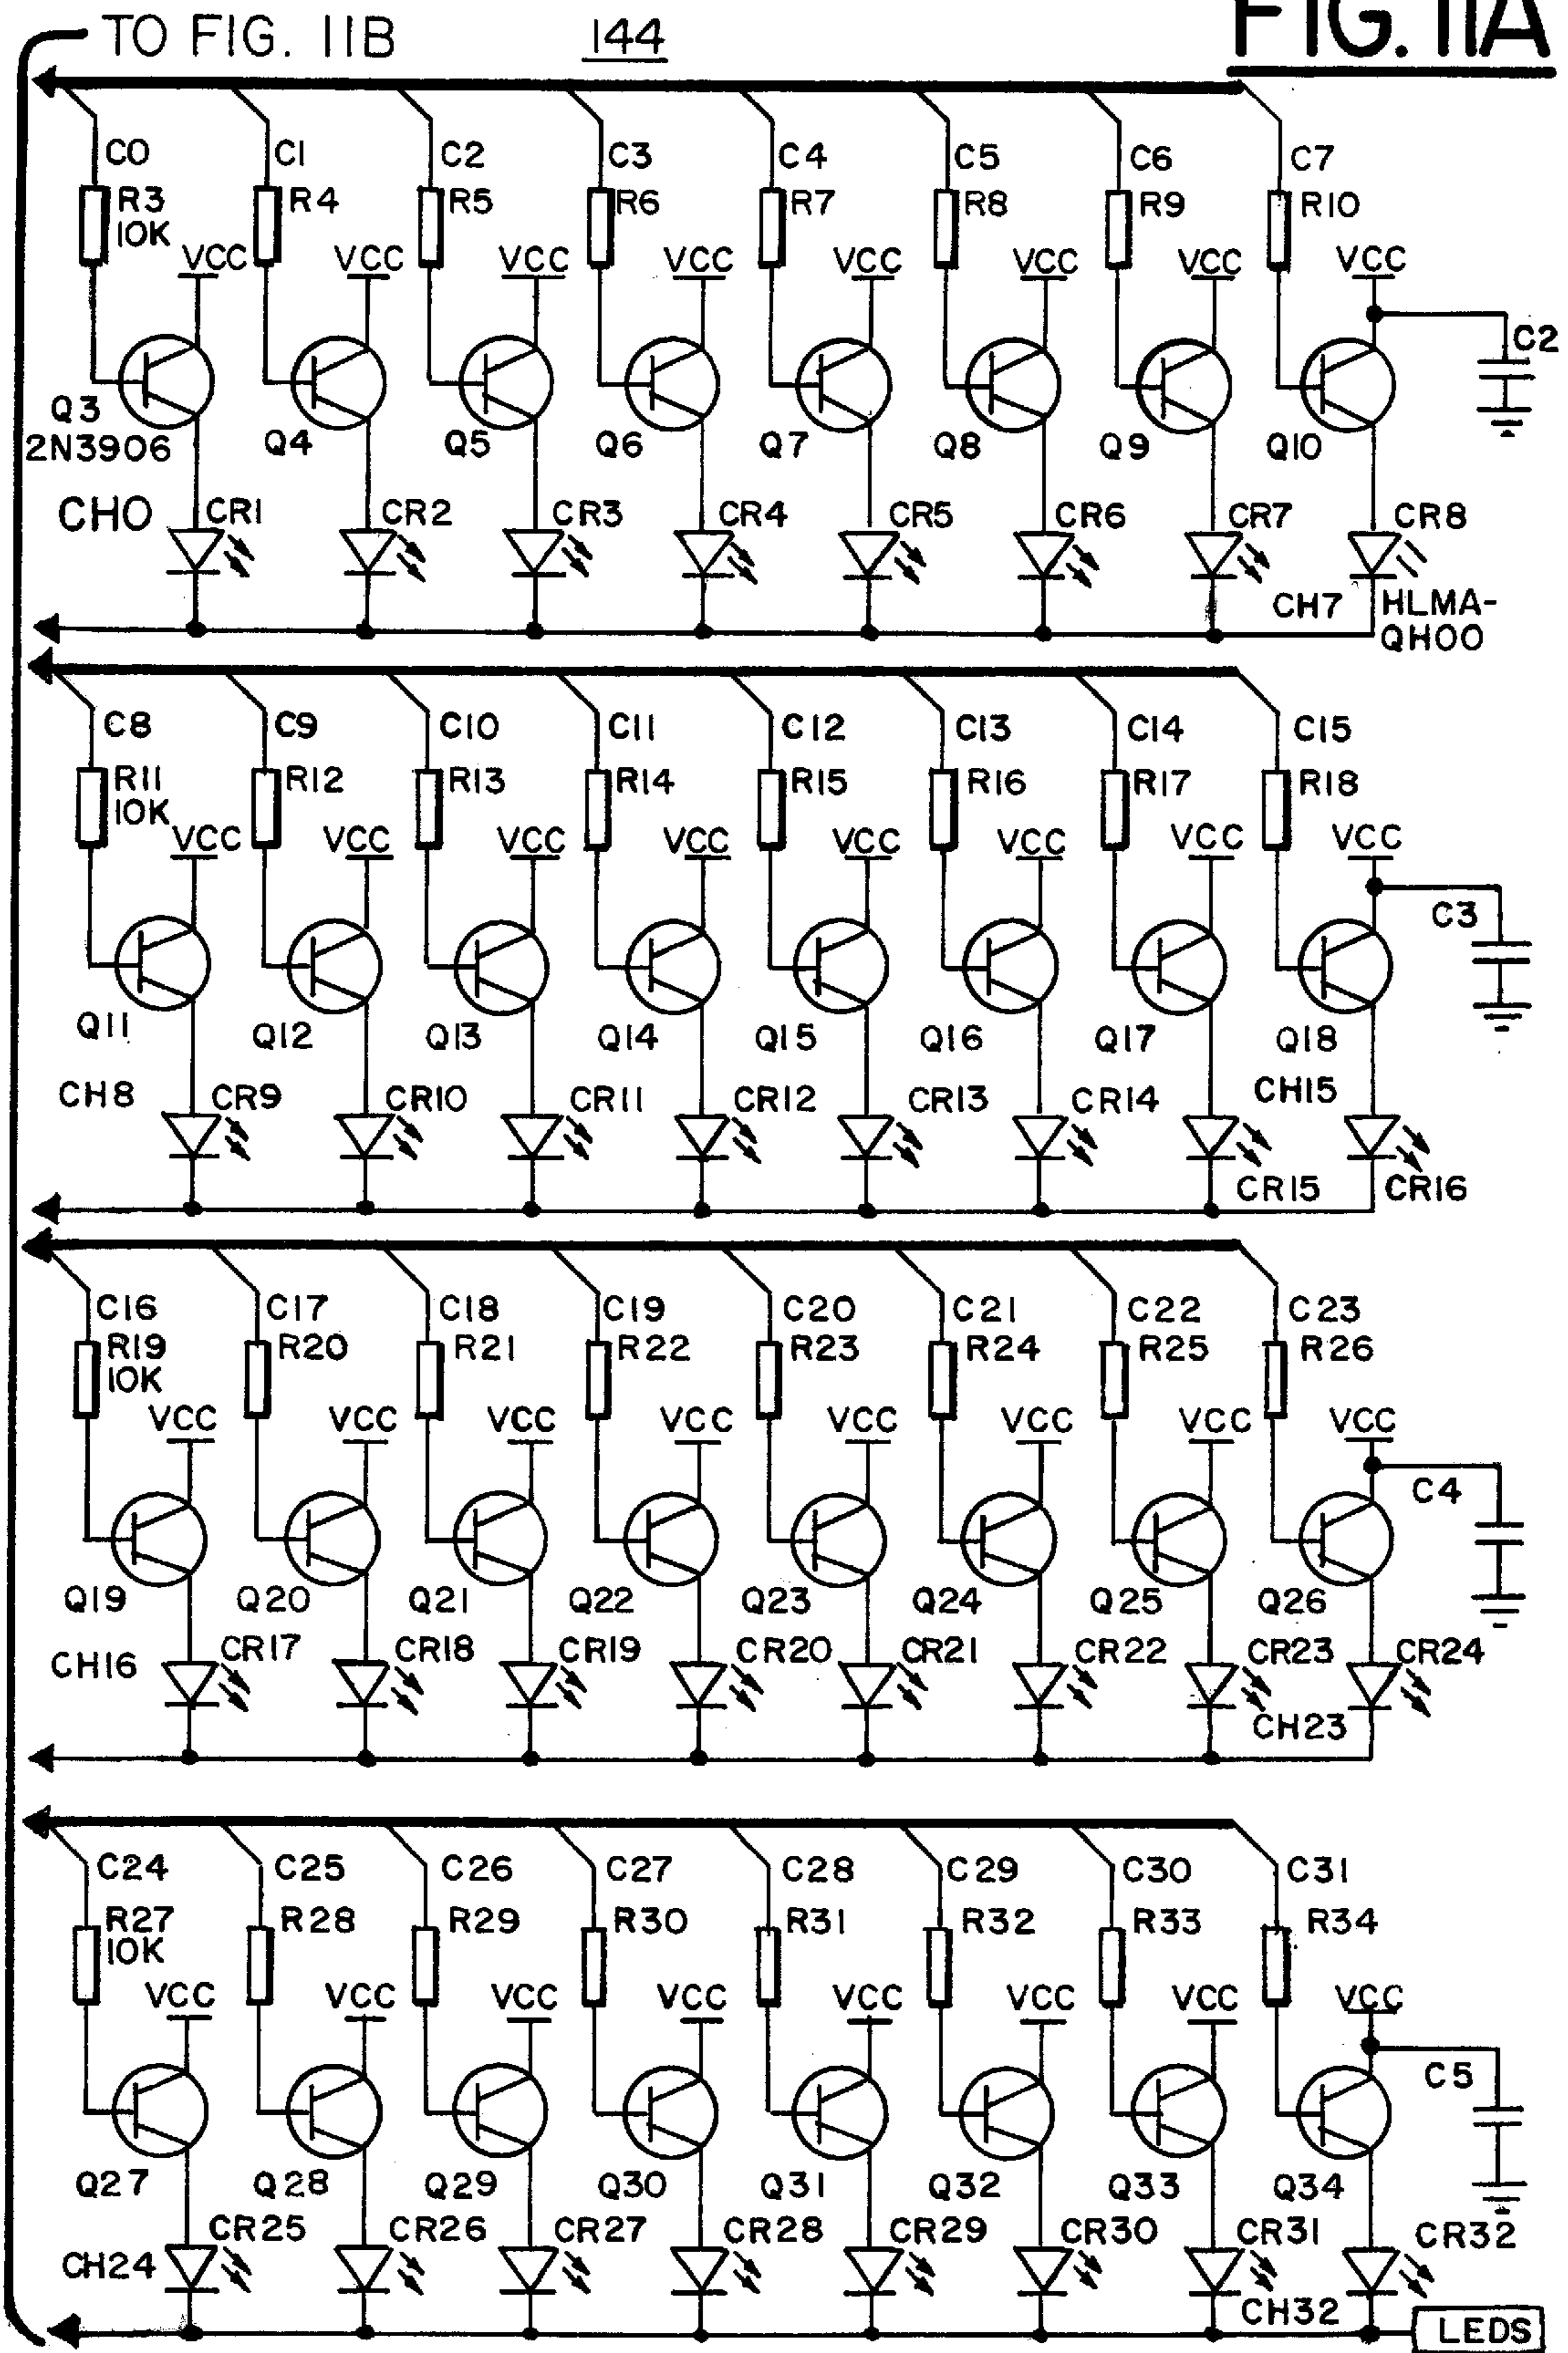 TO FIG. 11B 144 FIG. 11A
C0 C1 C2 C3 C4 C5 C6 C7
R3 R4 R5 R6 R7 R8 R9 R10
10K
VCC VCC VCC VCC VCC VCC VCC VCC
C2
Q3 Q4 Q5 Q6 Q7 Q8 Q9 Q10
2N3906
CH0 CR1 CR2 CR3 CR4 CR5 CR6 CR7 CR8
CH7 HLMA-
QH00
C8 C9 C10 C11 C12 C13 C14 C15
R11 R12 R13 R14 R15 R16 R17 R18
10K
VCC VCC VCC VCC VCC VCC VCC VCC
C3
Q11 Q12 Q13 Q14 Q15 Q16 Q17 Q18
CH8 CR9 CR10 CR11 CR12 CR13 CR14 CH15
CR15 CR16
C16 C17 C18 C19 C20 C21 C22 C23
R19 R20 R21 R22 R23 R24 R25 R26
10K
VCC VCC VCC VCC VCC VCC VCC VCC
C4
Q19 Q20 Q21 Q22 Q23 Q24 Q25 Q26
CH16 CR17 CR18 CR19 CR20 CR21 CR22 CR23 CR24
CH23
C24 C25 C26 C27 C28 C29 C30 C31
R27 R28 R29 R30 R31 R32 R33 R34
10K
VCC VCC VCC VCC VCC VCC VCC VCC
C5
Q27 Q28 Q29 Q30 Q31 Q32 Q33 Q34
CH24 CR25 CR26 CR27 CR28 CR29 CR30 CR31 CR32
CH32
LEDS